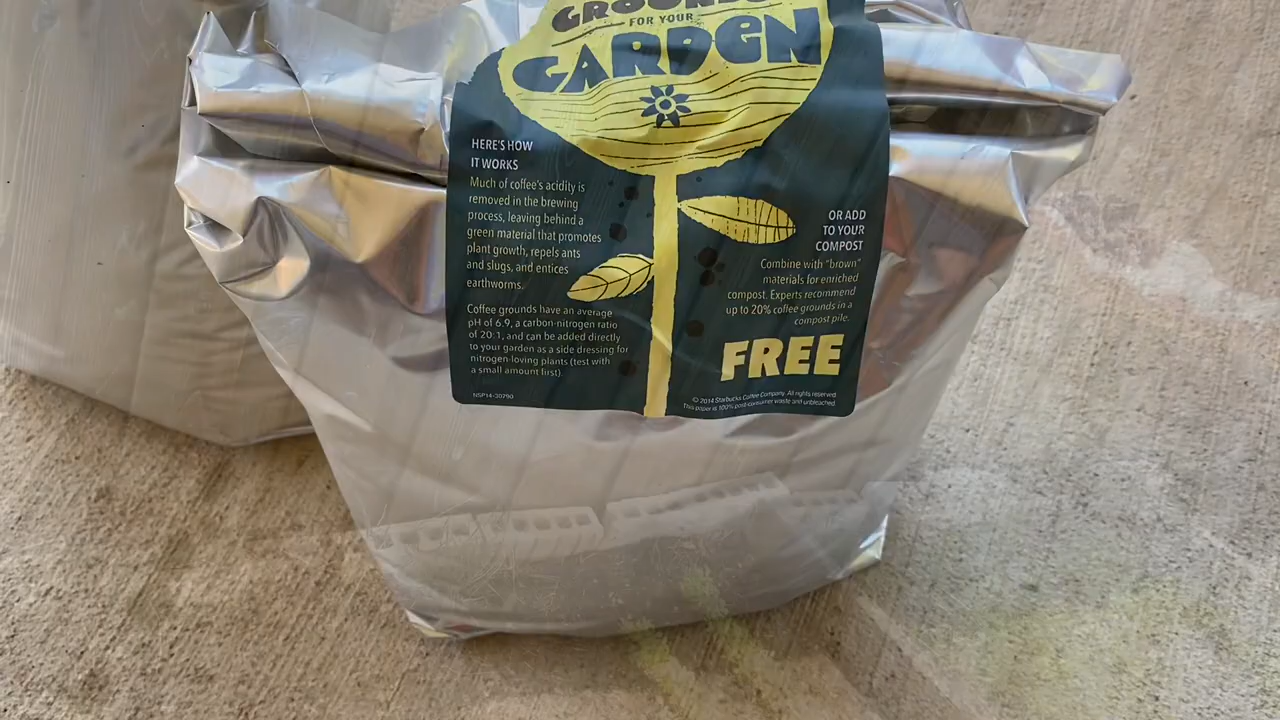 GROUNDS
FOR YOUR
GARDEN
HERE'S HOW
IT WORKS
Much of coffee's acidity is
removed in the brewing
process, leaving behind a
green material that promotes
plant growth, repels ants
and slugs, and entices
earthworms.
Coffee grounds have an average
pH of 6.9, a carbon-nitrogen ratio
of 20:1, and can be added directly
to your garden as a side dressing for
nitrogen-loving plants (test with
a small amount first).
NSP14-30790
OR ADD
TO YOUR
COMPOST
Combine with "brown"
materials for enriched
compost. Experts recommend
up to 20% coffee grounds in a
compost pile.
FREE
© 2014 Starbucks Coffee Company. All rights reserved.
This paper is 100% post-consumer waste and unbleached.